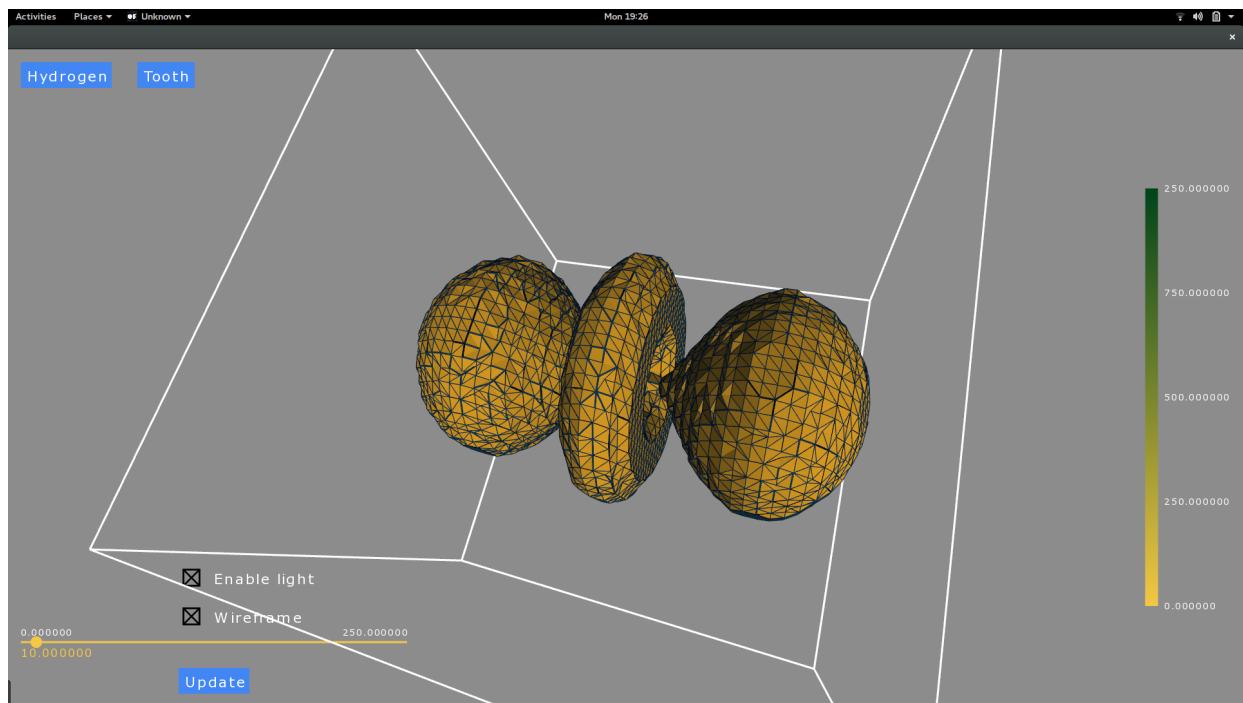 Activities Places Unknown Mon 19:26
Hydrogen Tooth
250.000000
750.000000
500.000000
250.000000
0.000000
Enable light
Wireframe
0.000000 250.000000
10.000000
Update